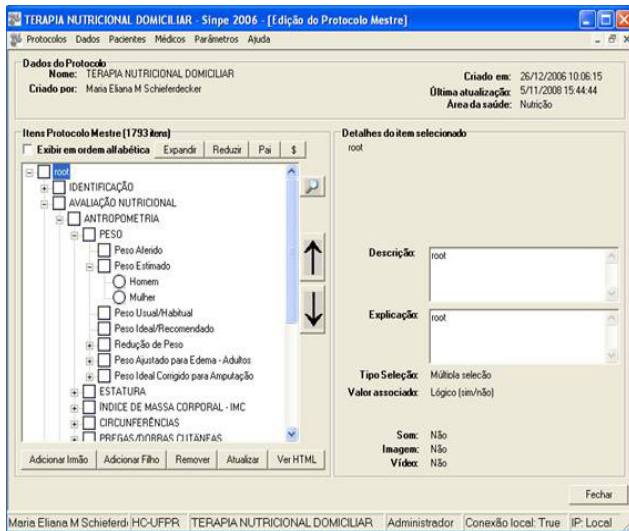 TERAPIA NUTRICIONAL DOMICILIAR - Sinpe 2006 - [Edição do Protocolo Mestre]
Protocolos Dados Pacientes Médicos Parâmetros Ajuda
Dados do Protocolo
Nome: TERAPIA NUTRICIONAL DOMICILIAR
Criado por: Maria Eliana M Schieferdecker
Criado em: 26/12/2006 10:06:15
Última atualização: 5/11/2008 15:44:44
Área da saúde: Nutrição
Itens Protocolo Mestre (1793 itens)
Exibir em ordem alfabética Expandir Reduzir Pai $
root
IDENTIFICAÇÃO
AVALIAÇÃO NUTRICIONAL
ANTROPOMETRIA
PESO
Peso Aferido
Peso Estimado
Homem
Mulher
Peso Usual/Habitual
Peso Ideal/Recomendado
Redução de Peso
Peso Ajustado para Edema - Adultos
Peso Ideal Corrigido para Amputação
ESTATURA
ÍNDICE DE MASSA CORPORAL - IMC
CIRCUNFERÊNCIAS
PREGAS/DOBRAS CUTÂNEAS
Adicionar Irmão Adicionar Filho Remover Atualizar Ver HTML
Detalhes do item selecionado
root
Descrição: root
Explicação: root
Tipo Seleção: Múltipla seleção
Valor associado: Lógico (sim/não)
Som: Não
Imagem: Não
Vídeo: Não
Fechar
Maria Eliana M Schieferd HC-UFPR TERAPIA NUTRICIONAL DOMICILIAR Administrador Conexão local: True IP: Local